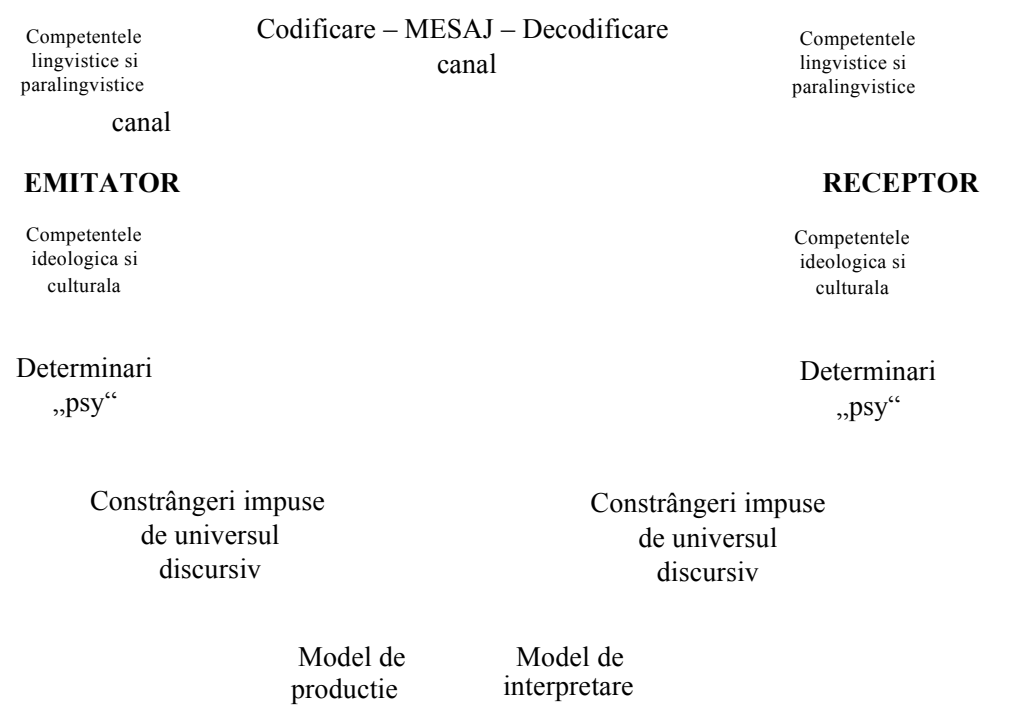 Competentele
lingvistice si
paralingvistice
Codificare – MESAJ – Decodificare
canal
Competentele
lingvistice si
paralingvistice
canal
EMITATOR
RECEPTOR
Competentele
ideologica si
culturala
Competentele
ideologica si
culturala
Determinari
„psy“
Determinari
„psy“
Constrângeri impuse
de universul
discursiv
Constrângeri impuse
de universul
discursiv
Model de
productie
Model de
interpretare